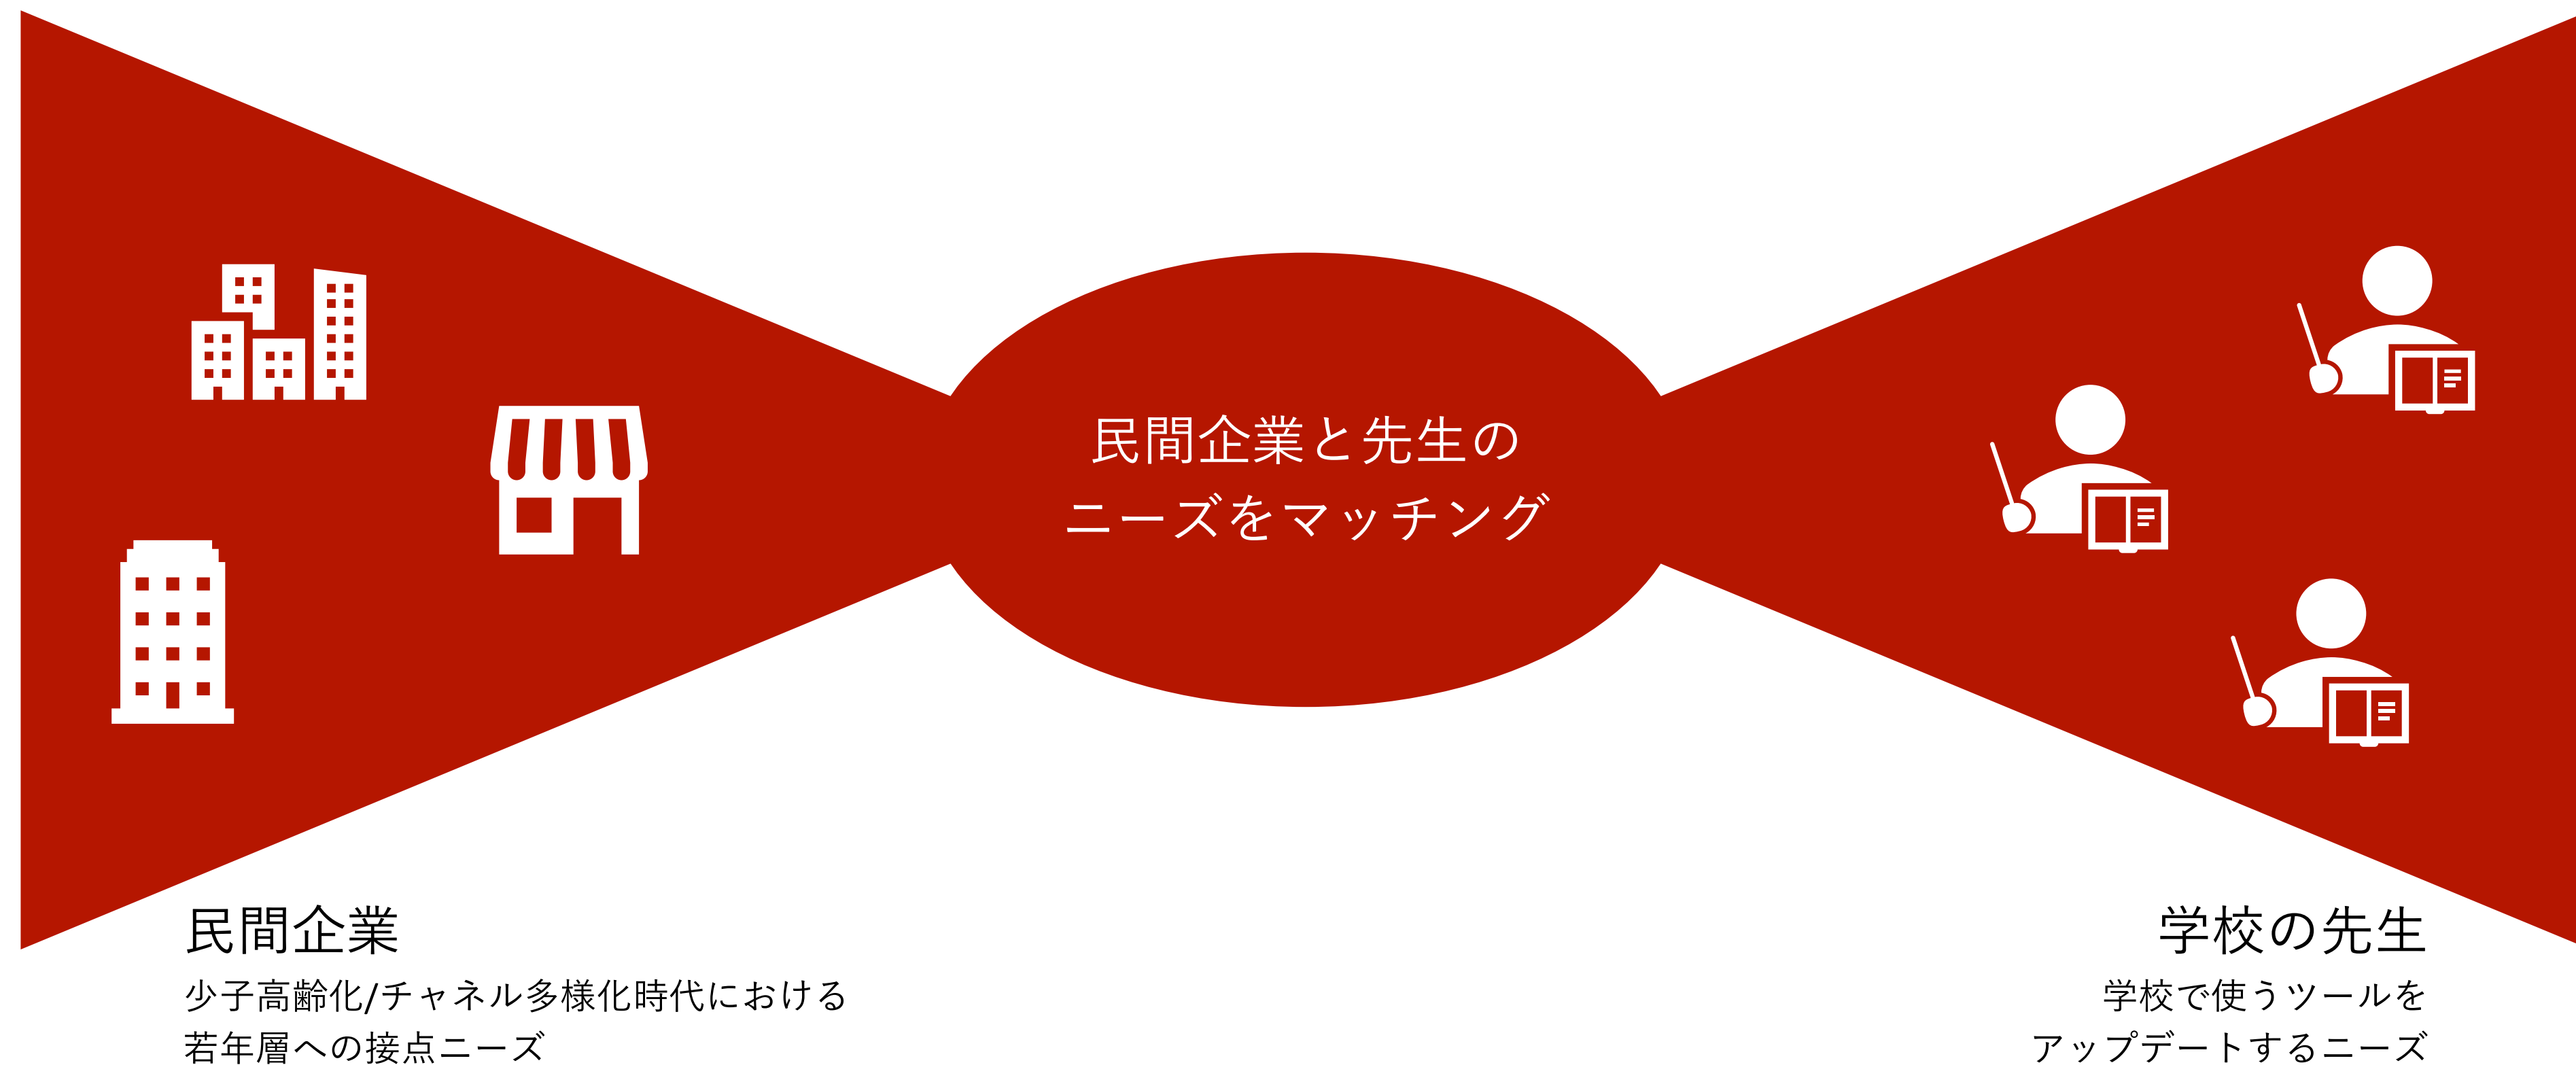 民間企業と先生の
ニーズをマッチング
民間企業
少子高齢化/チャネル多様化時代における
若年層への接点ニーズ
学校の先生
学校で使うツールを
アップデートするニーズ